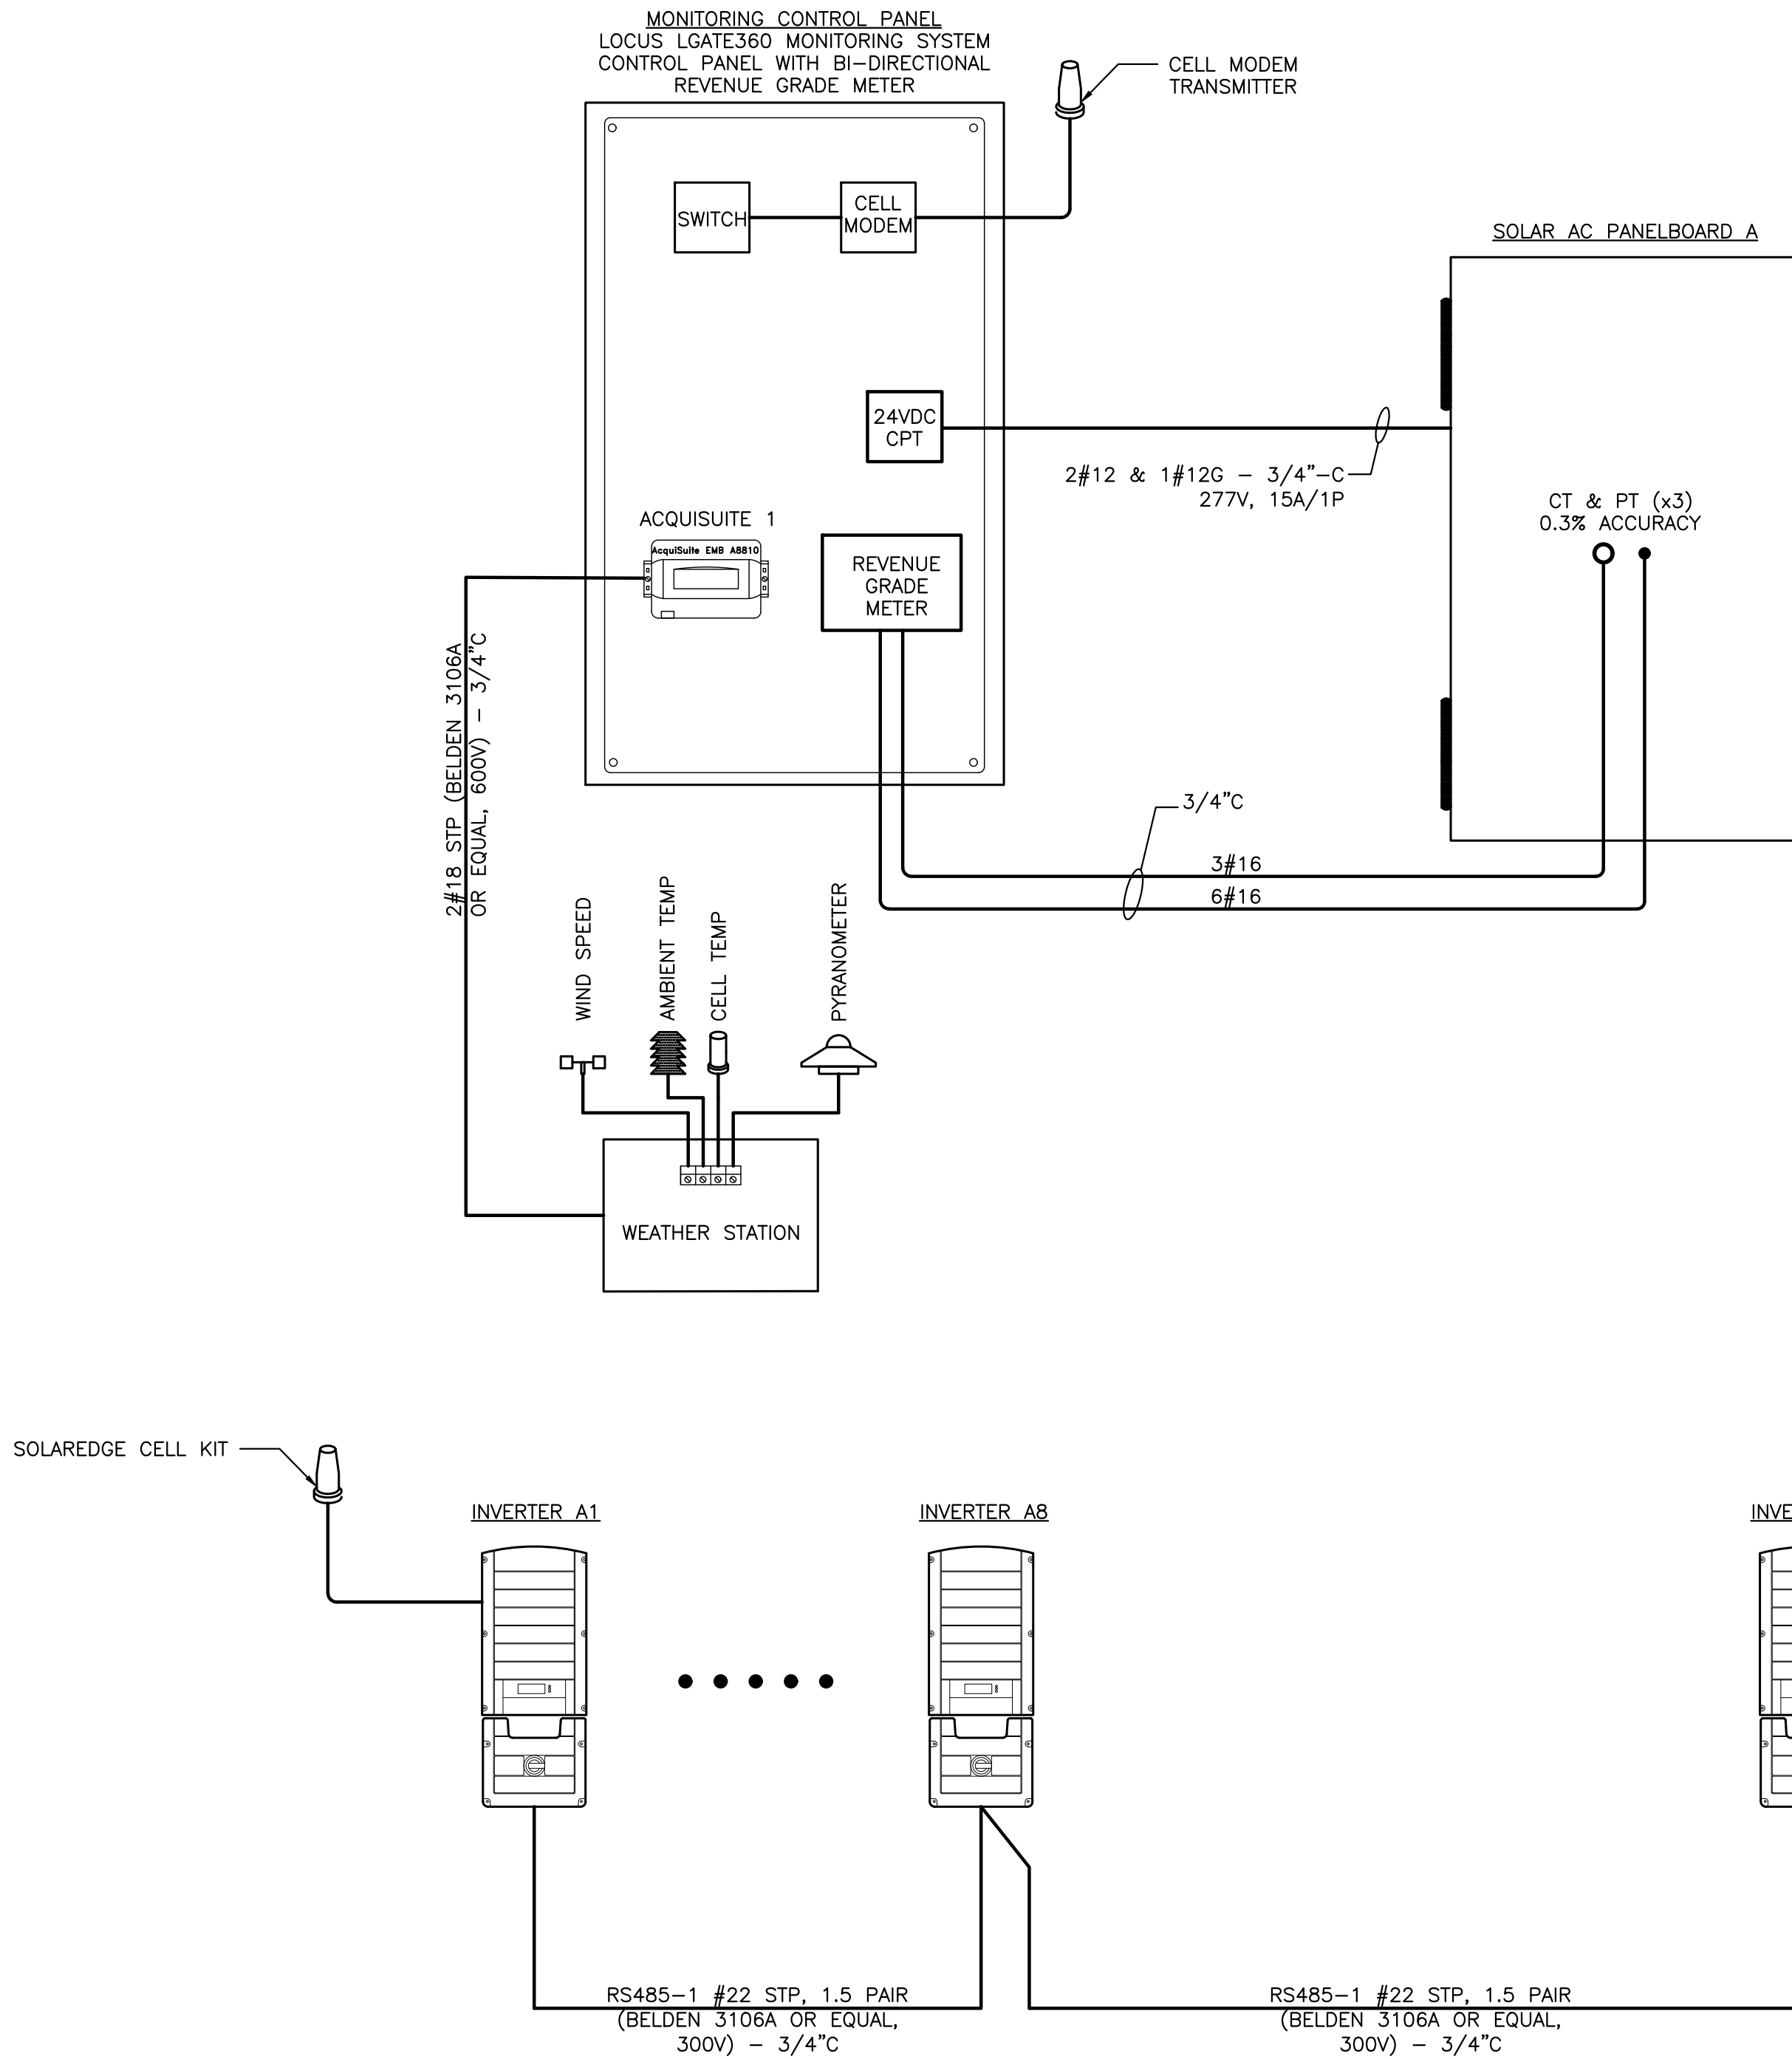 MONITORING CONTROL PANEL
LOCUS LGATE360 MONITORING SYSTEM
CONTROL PANEL WITH BI-DIRECTIONAL
REVENUE GRADE METER
CELL MODEM
TRANSMITTER
SWITCH
CELL
MODEM
SOLAR AC PANELBOARD A
24VDC
CPT
2#12 & 1#12G - 3/4"-C
277V, 15A/1P
CT & PT (x3)
0.3% ACCURACY
ACQUISUITE 1
AcquiSuite EMB A8810
REVENUE
GRADE
METER
2#18 STP (BELDEN 3106A
OR EQUAL, 600V) - 3/4"C
3/4"C
3#16
6#16
WIND SPEED
AMBIENT TEMP
CELL TEMP
PYRANOMETER
WEATHER STATION
SOLAREDGE CELL KIT
INVERTER A1
INVERTER A8
INVE
RS485-1 #22 STP, 1.5 PAIR
(BELDEN 3106A OR EQUAL,
300V) - 3/4"C
RS485-1 #22 STP, 1.5 PAIR
(BELDEN 3106A OR EQUAL,
300V) - 3/4"C